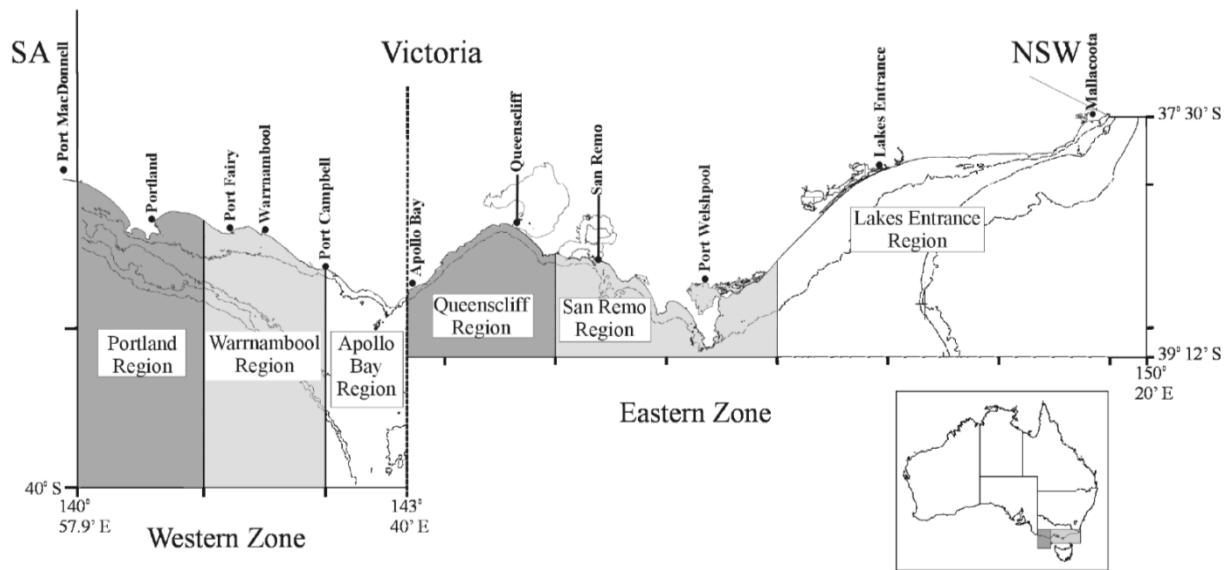 SA
Victoria
NSW
Port MacDonnell
Portland
Port Fairy
Warrnambool
Port Campbell
Apollo Bay
Queenscliff
San Remo
Port Welshpool
Lakes Entrance
Mallacoota
37° 30' S
Lakes Entrance
Region
Portland
Region
Warrnambool
Region
Apollo
Bay
Region
Queenscliff
Region
San Remo
Region
39° 12' S
150°
20' E
Eastern Zone
40° S
140°
57.9' E
143°
40' E
Western Zone